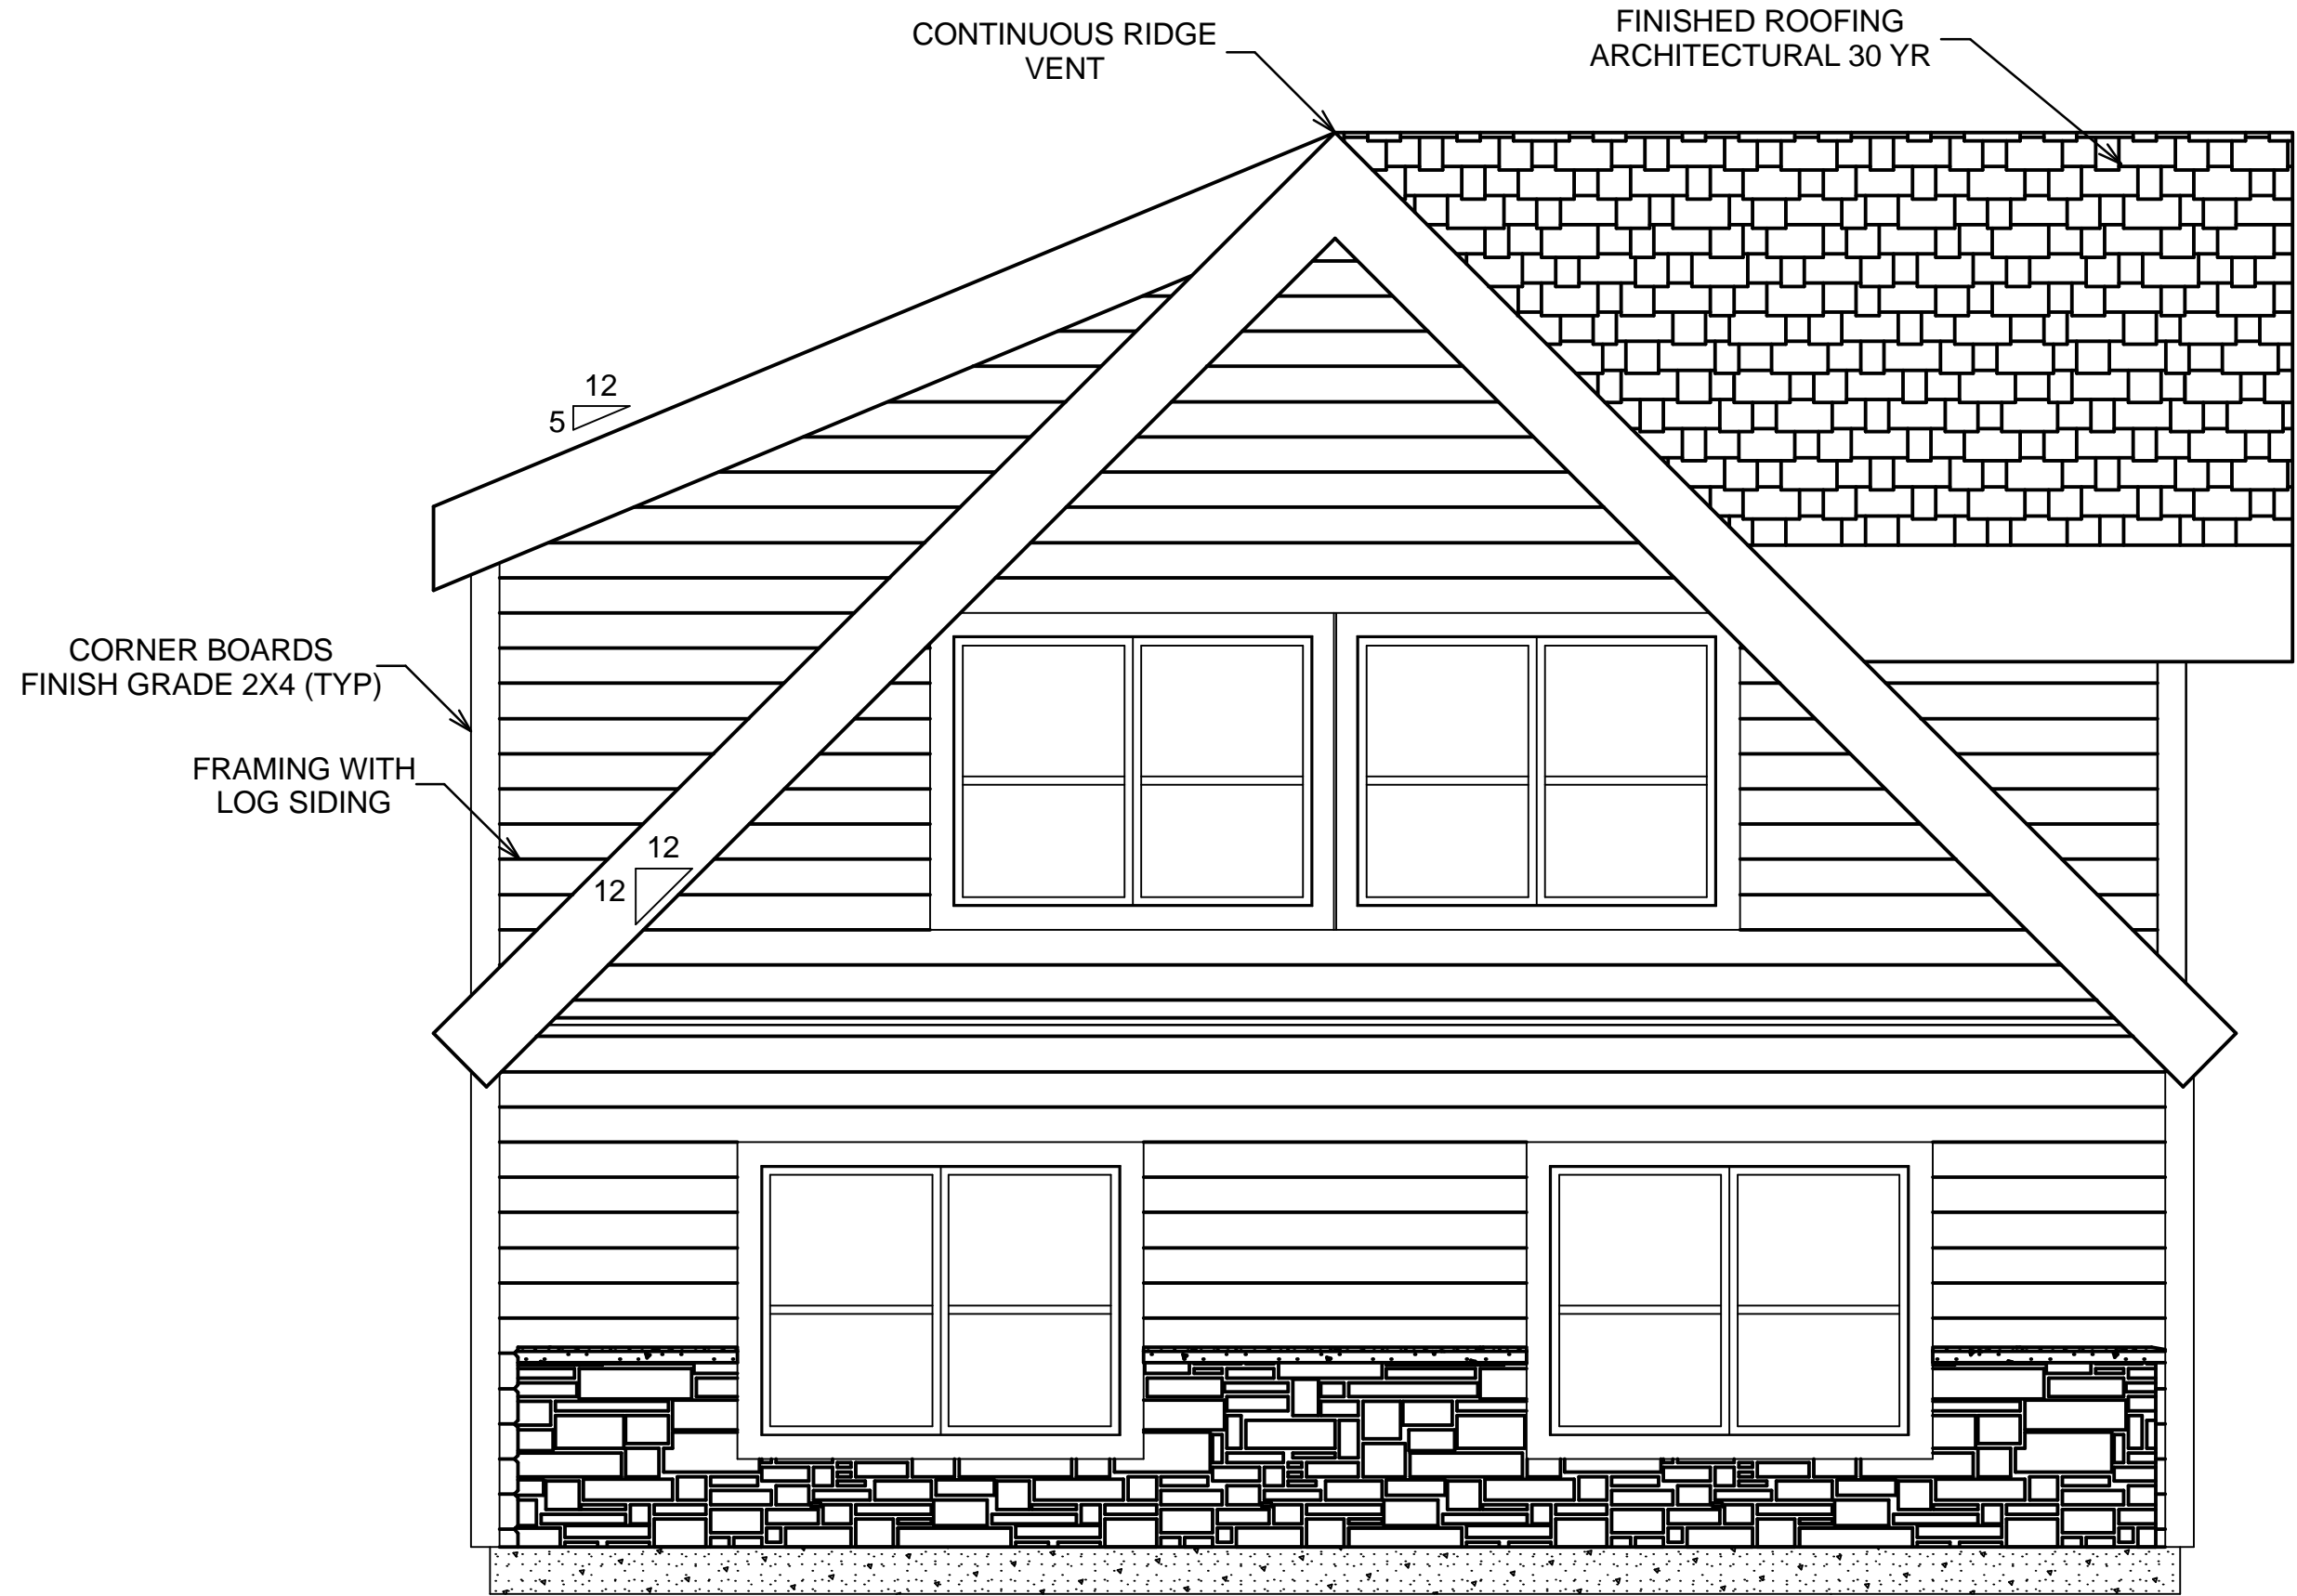 CONTINUOUS RIDGE
VENT
FINISHED ROOFING
ARCHITECTURAL 30 YR
12
5
CORNER BOARDS
FINISH GRADE 2X4 (TYP)
FRAMING WITH
LOG SIDING
12
12